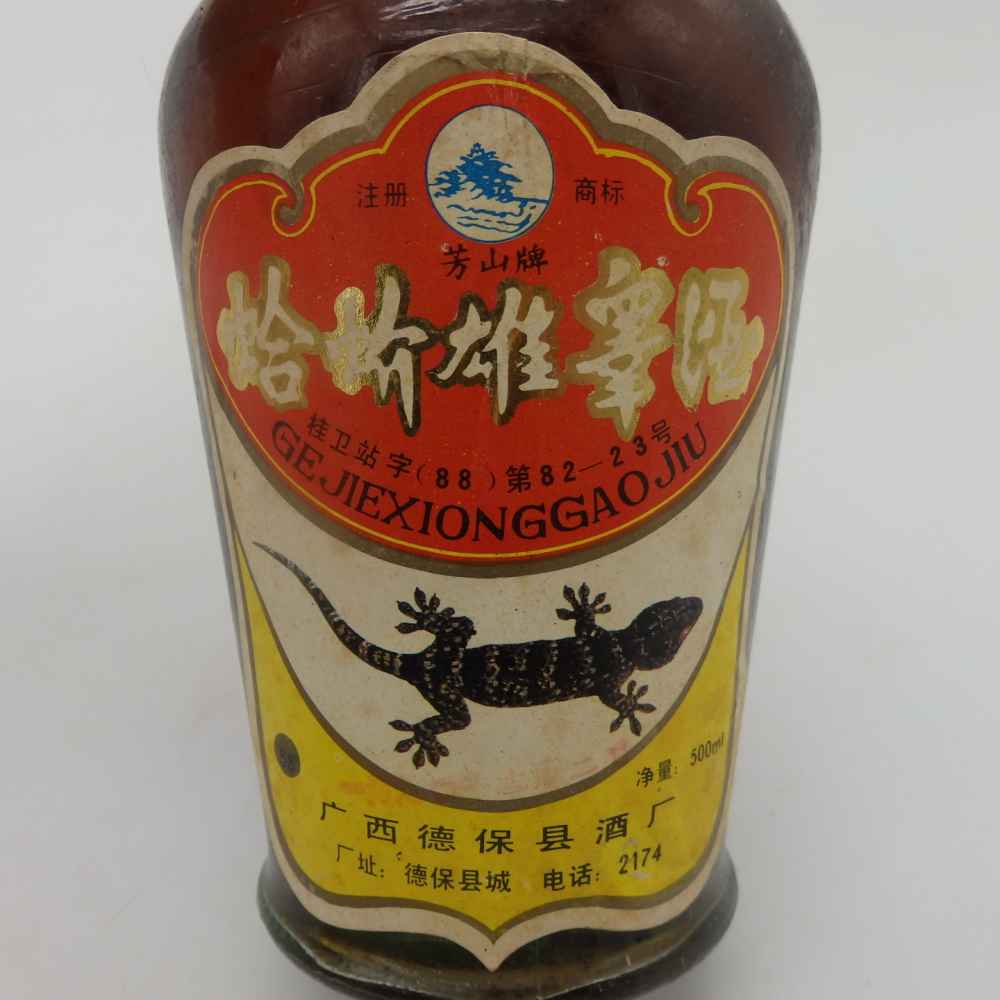 注册 商标
芳山牌
蛤蚧雄睾酒
桂卫站字(88)第82—23号
GEJIEXIONGGAOJIU
净量：500ml
广西德保县酒厂
厂址：德保县城 电话：2174